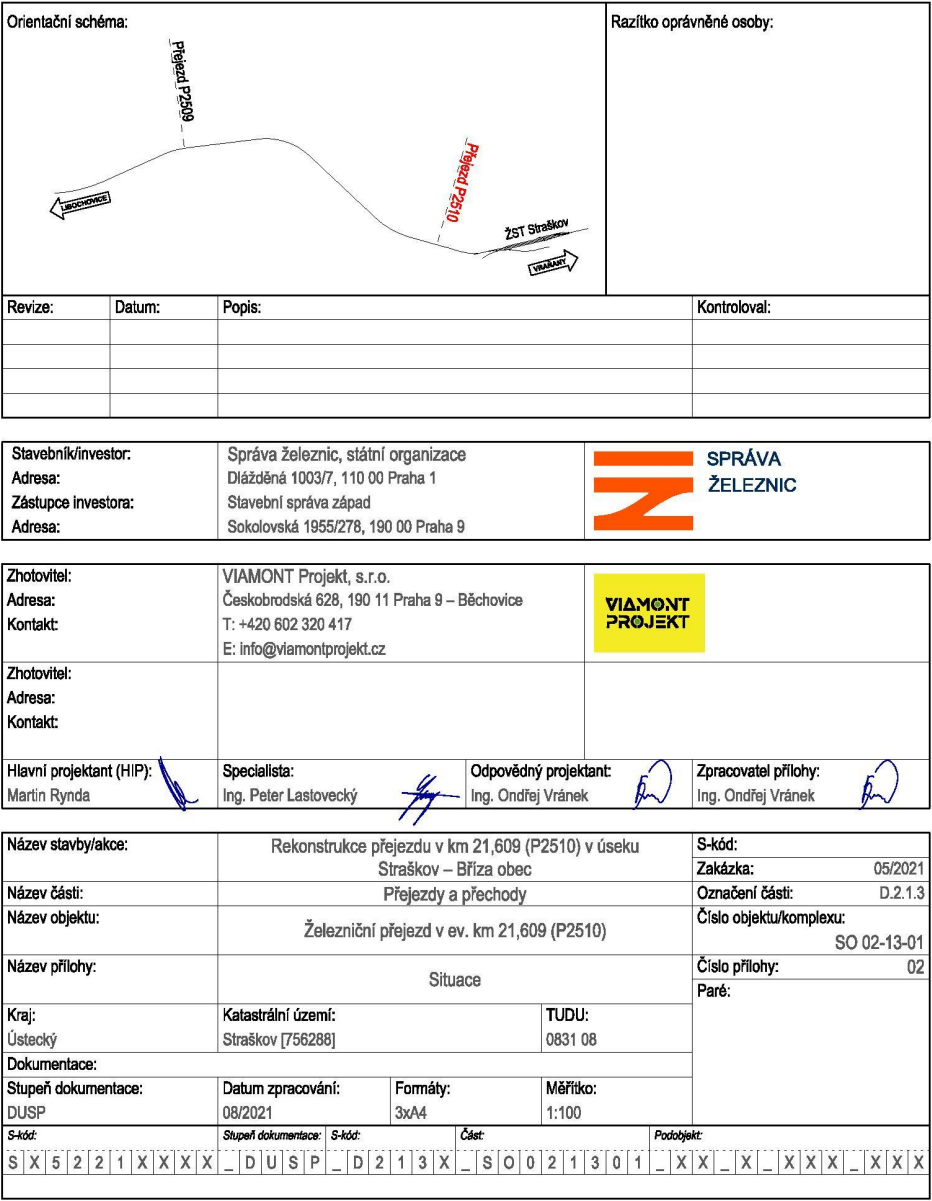 Orientační schéma:
Razítko oprávněné osoby:
Přejezd P2509
Přejezd P2510
LIBOCHOVICE
ŽST Straškov
VRAŇANY
Revize: Datum: Popis: Kontroloval:
Stavebník/investor: Správa železnic, státní organizace
Adresa: Dlážděná 1003/7, 110 00 Praha 1
Zástupce investora: Stavební správa západ
Adresa: Sokolovská 1955/278, 190 00 Praha 9
SPRÁVA
ŽELEZNIC
Zhotovitel: VIAMONT Projekt, s.r.o.
Adresa: Českobrodská 628, 190 11 Praha 9 – Běchovice
Kontakt: T: +420 602 320 417
E: info@viamontprojekt.cz
VIAMONT
PROJEKT
Zhotovitel:
Adresa:
Kontakt:
Hlavní projektant (HIP): Specialista: Odpovědný projektant: Zpracovatel přílohy:
Martin Rynda Ing. Peter Lastovecký Ing. Ondřej Vránek Ing. Ondřej Vránek
Název stavby/akce: Rekonstrukce přejezdu v km 21,609 (P2510) v úseku
Straškov – Bříza obec
S-kód:
Zakázka: 05/2021
Název části: Přejezdy a přechody Označení části: D.2.1.3
Název objektu: Železniční přejezd v ev. km 21,609 (P2510) Číslo objektu/komplexu:
SO 02-13-01
Název přílohy: Situace Číslo přílohy: 02
Paré:
Kraj: Katastrální území: TUDU:
Ústecký Straškov [756288] 0831 08
Dokumentace:
Stupeň dokumentace: Datum zpracování: Formáty: Měřítko:
DUSP 08/2021 3xA4 1:100
S-kód: Stupeň dokumentace: S-kód: Část: Podobjekt:
S X 5 2 2 1 X X X X _ D U S P _ D 2 1 3 X _ S O 0 2 1 3 0 1 _ X X _ X _ X X X _ X X X